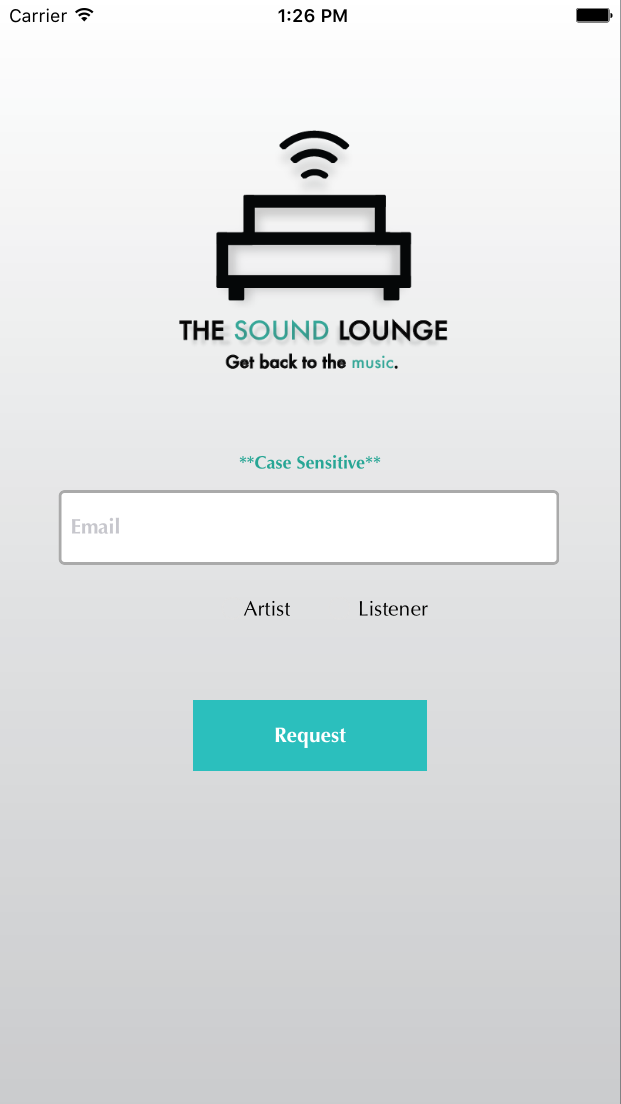 Carrier 1:26 PM
THE SOUND LOUNGE
Get back to the music.
**Case Sensitive**
Email
Artist Listener
Request